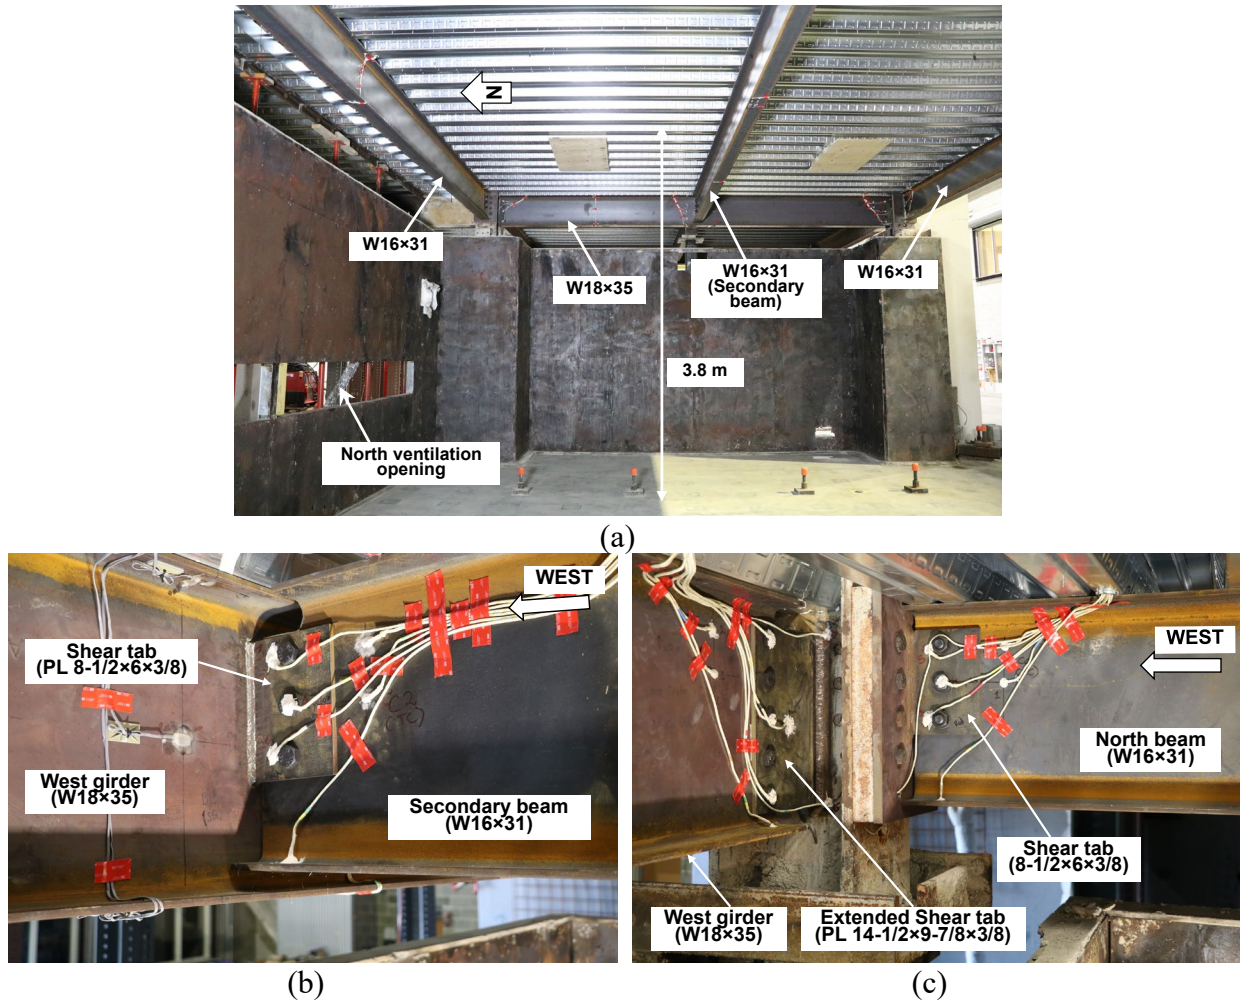 N
W16×31
W18×35
W16×31
(Secondary
beam)
W16×31
3.8 m
North ventilation
opening
(a)
WEST
Shear tab
(PL 8-1/2×6×3/8)
West girder
(W18×35)
Secondary beam
(W16×31)
(b)
WEST
North beam
(W16×31)
Shear tab
(8-1/2×6×3/8)
West girder
(W18×35)
Extended Shear tab
(PL 14-1/2×9-7/8×3/8)
(c)